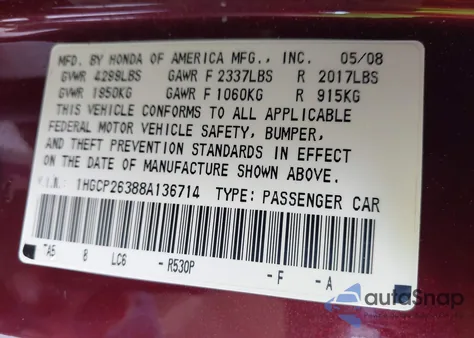 MFD. BY HONDA OF AMERICA MFG., INC. 05/08
GVWR 4299LBS GAWR F 2337LBS R 2017LBS
GVWR 1950KG GAWR F 1060KG R 915KG
THIS VEHICLE CONFORMS TO ALL APPLICABLE
FEDERAL MOTOR VEHICLE SAFETY, BUMPER,
AND THEFT PREVENTION STANDARDS IN EFFECT
ON THE DATE OF MANUFACTURE SHOWN ABOVE.
V.I.N.: 1HGCP26388A136714 TYPE: PASSENGER CAR
TA5 8 LC6 - R530P - F - A
autoSnap